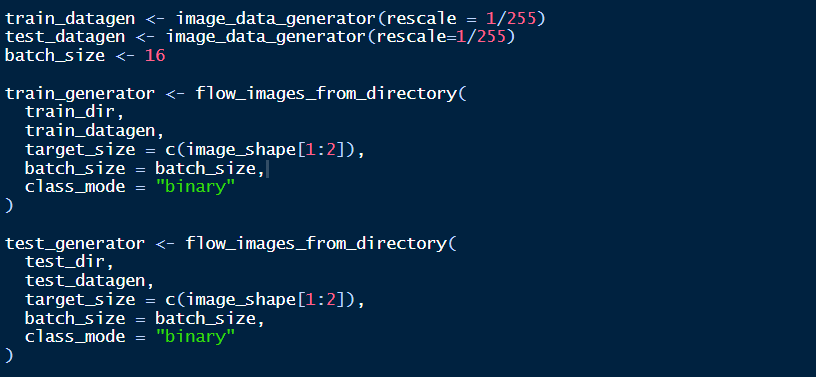 train_datagen <- image_data_generator(rescale = 1/255)
test_datagen <- image_data_generator(rescale=1/255)
batch_size <- 16
train_generator <- flow_images_from_directory(
  train_dir,
  train_datagen,
  target_size = c(image_shape[1:2]),
  batch_size = batch_size,
  class_mode = "binary"
)
test_generator <- flow_images_from_directory(
  test_dir,
  test_datagen,
  target_size = c(image_shape[1:2]),
  batch_size = batch_size,
  class_mode = "binary"
)